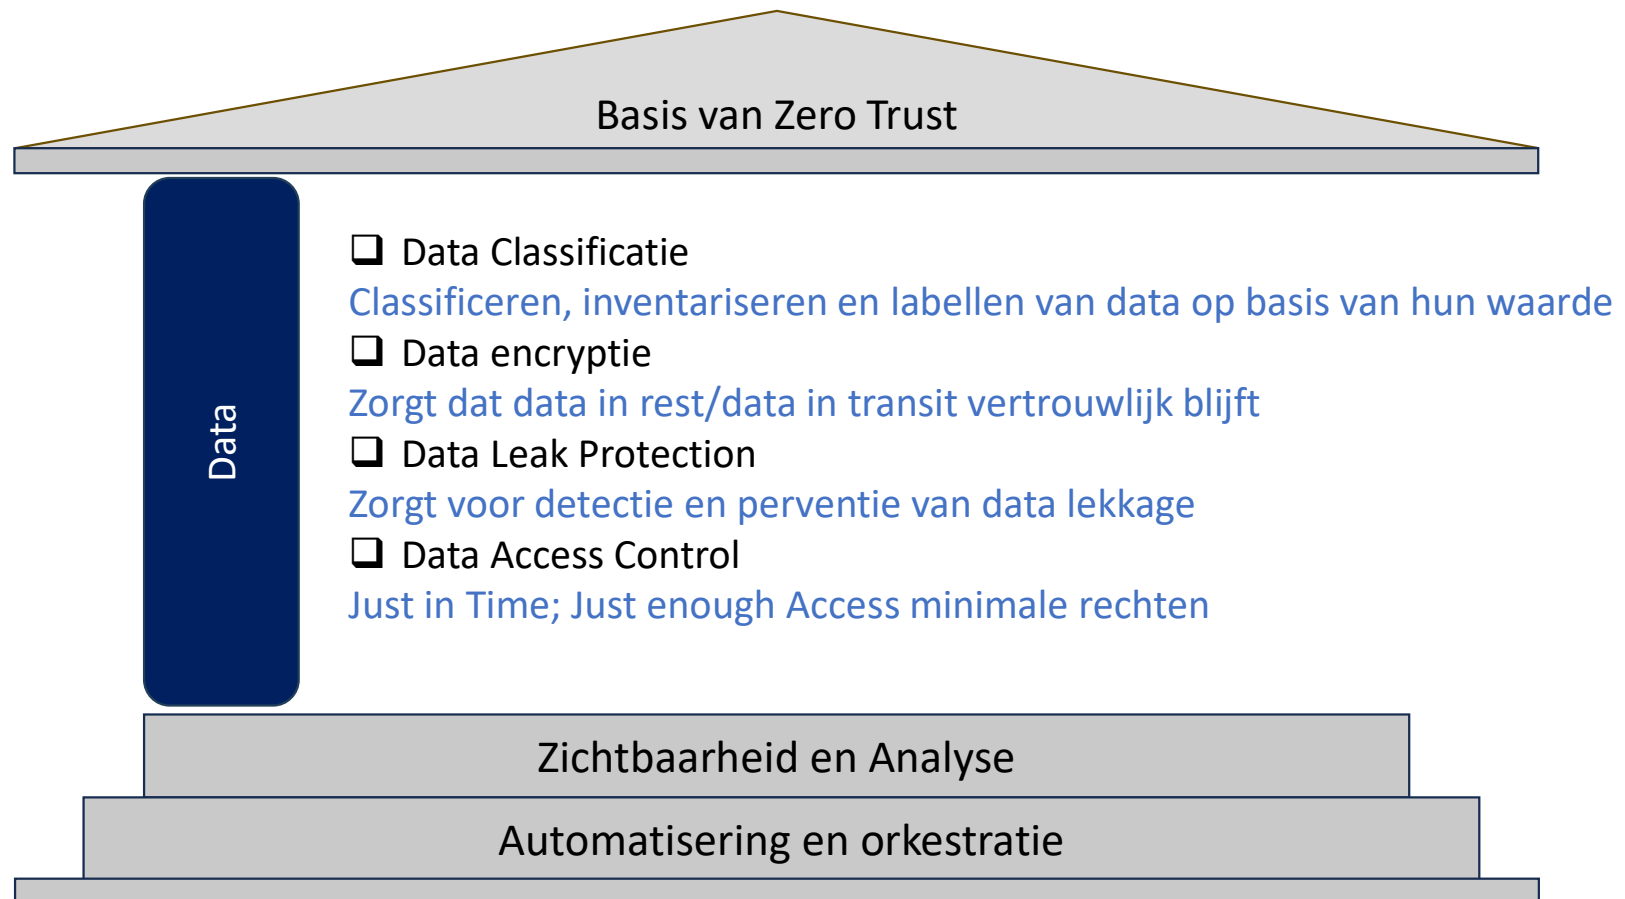 Basis van Zero Trust
Data
Data Classificatie
Classificeren, inventariseren en labellen van data op basis van hun waarde
Data encryptie
Zorgt dat data in rest/data in transit vertrouwlijk blijft
Data Leak Protection
Zorgt voor detectie en perventie van data lekkage
Data Access Control
Just in Time; Just enough Access minimale rechten
Zichtbaarheid en Analyse
Automatisering en orkestratie